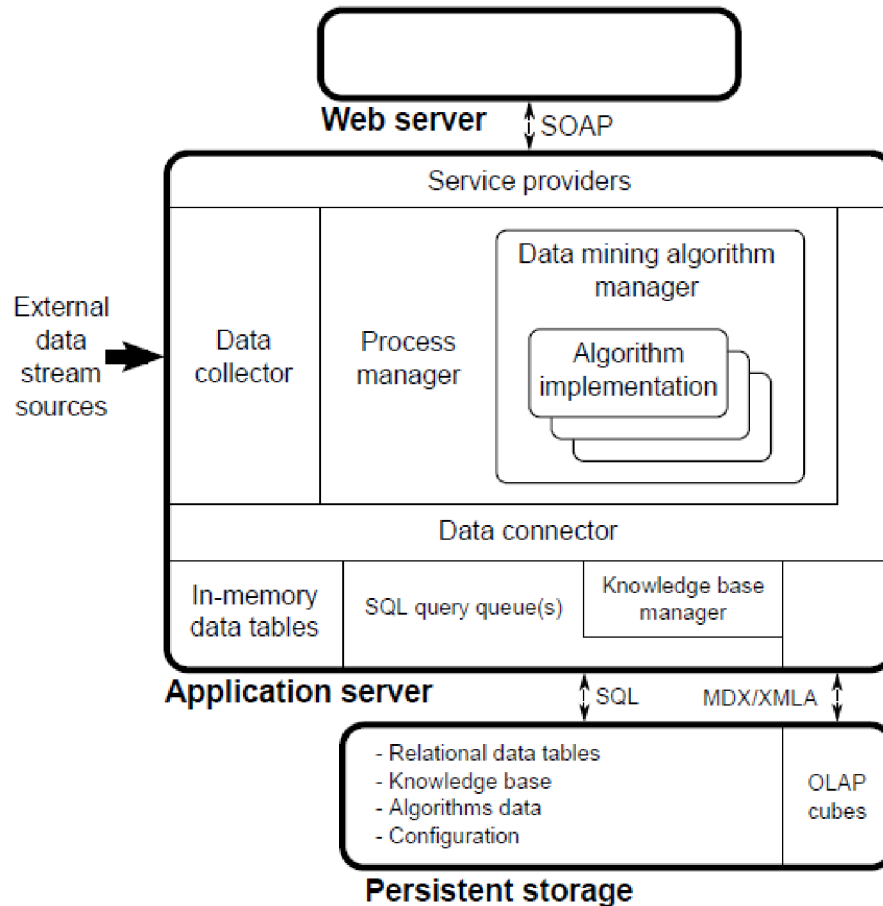 Web server
SOAP
Service providers
External
data
stream
sources
Data
collector
Process
manager
Data mining algorithm
manager
Algorithm
implementation
Data connector
In-memory
data tables
SQL query queue(s)
Knowledge base
manager
Application server
SQL
MDX/XMLA
- Relational data tables
- Knowledge base
- Algorithms data
- Configuration
OLAP
cubes
Persistent storage